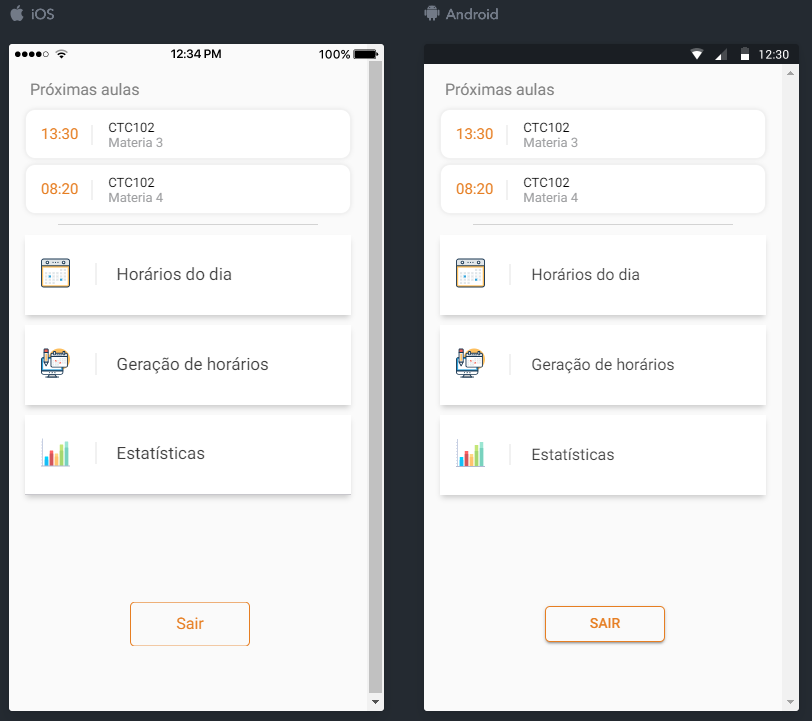 iOS
12:34 PM 100%
Próximas aulas
13:30 CTC102
Materia 3
08:20 CTC102
Materia 4
Horários do dia
Geração de horários
Estatísticas
Sair
Android
12:30
Próximas aulas
13:30 CTC102
Materia 3
08:20 CTC102
Materia 4
Horários do dia
Geração de horários
Estatísticas
SAIR